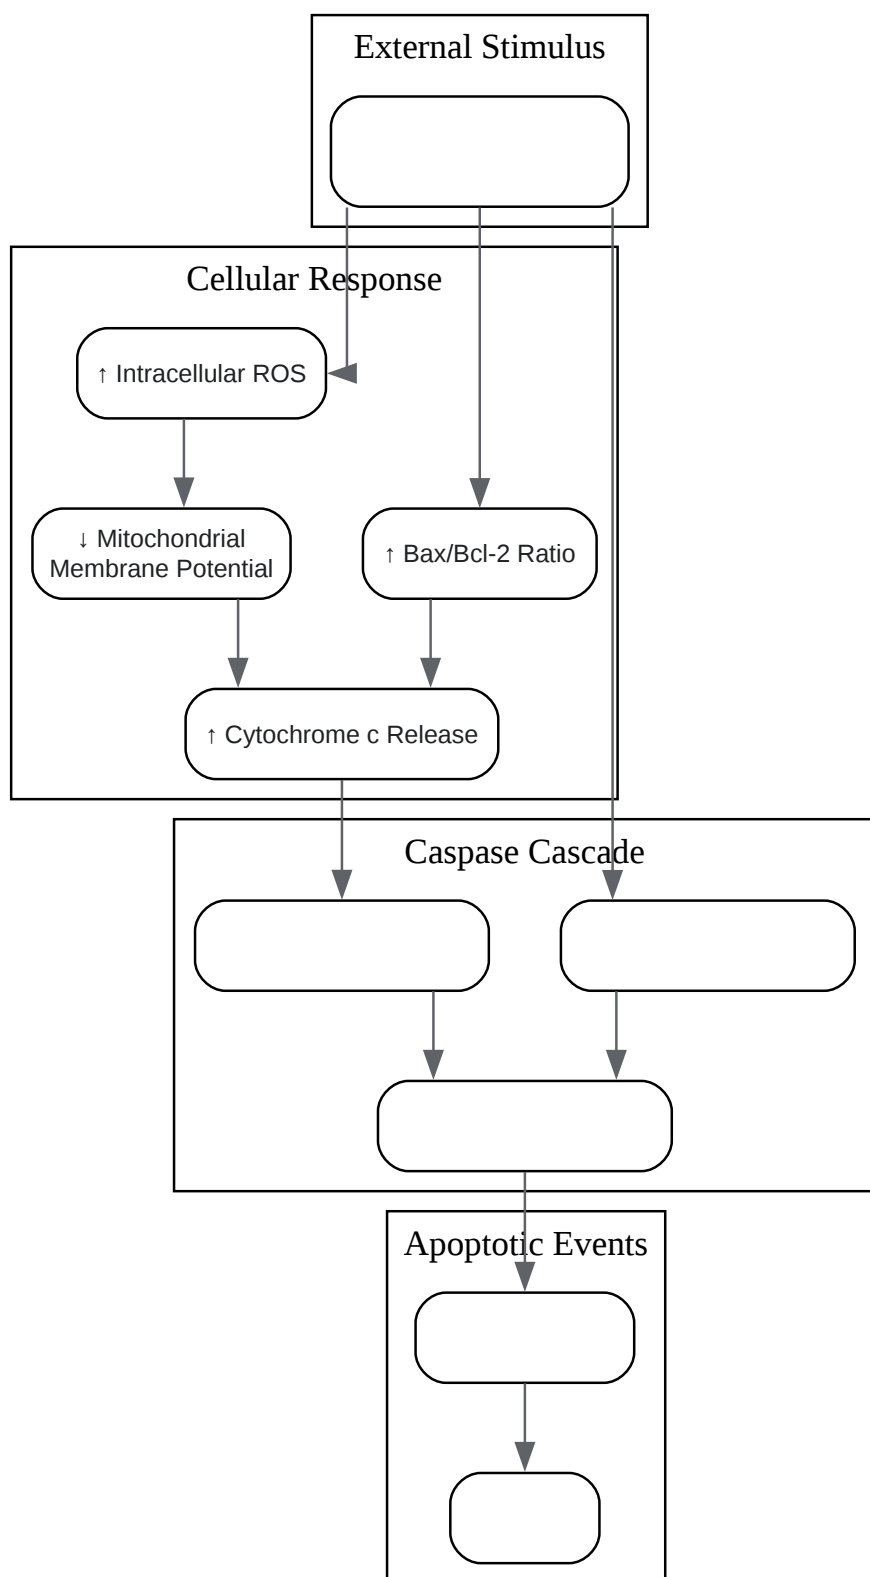 External Stimulus
Cellular Response
↑ Intracellular ROS
↓ Mitochondrial
Membrane Potential
↑ Bax/Bcl-2 Ratio
↑ Cytochrome c Release
Caspase Cascade
Apoptotic Events